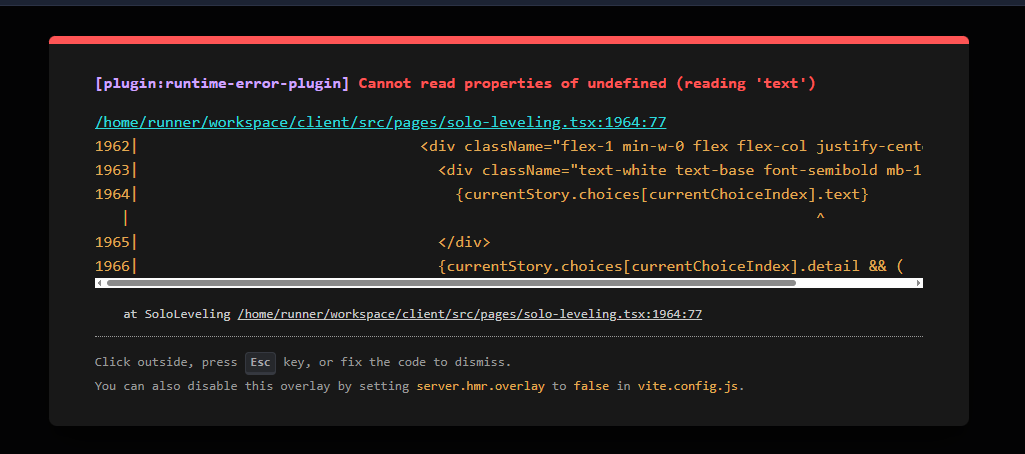 [plugin:runtime-error-plugin] Cannot read properties of undefined (reading 'text')
/home/runner/workspace/client/src/pages/solo-leveling.tsx:1964:77
1962|                                <div className="flex-1 min-w-0 flex flex-col justify-cent
1963|                                  <div className="text-white text-base font-semibold mb-1
1964|                                    {currentStory.choices[currentChoiceIndex].text}
   |                                                                             ^
1965|                                  </div>
1966|                                  {currentStory.choices[currentChoiceIndex].detail && (
at SoloLeveling /home/runner/workspace/client/src/pages/solo-leveling.tsx:1964:77
Click outside, press Esc key, or fix the code to dismiss.
You can also disable this overlay by setting server.hmr.overlay to false in vite.config.js.